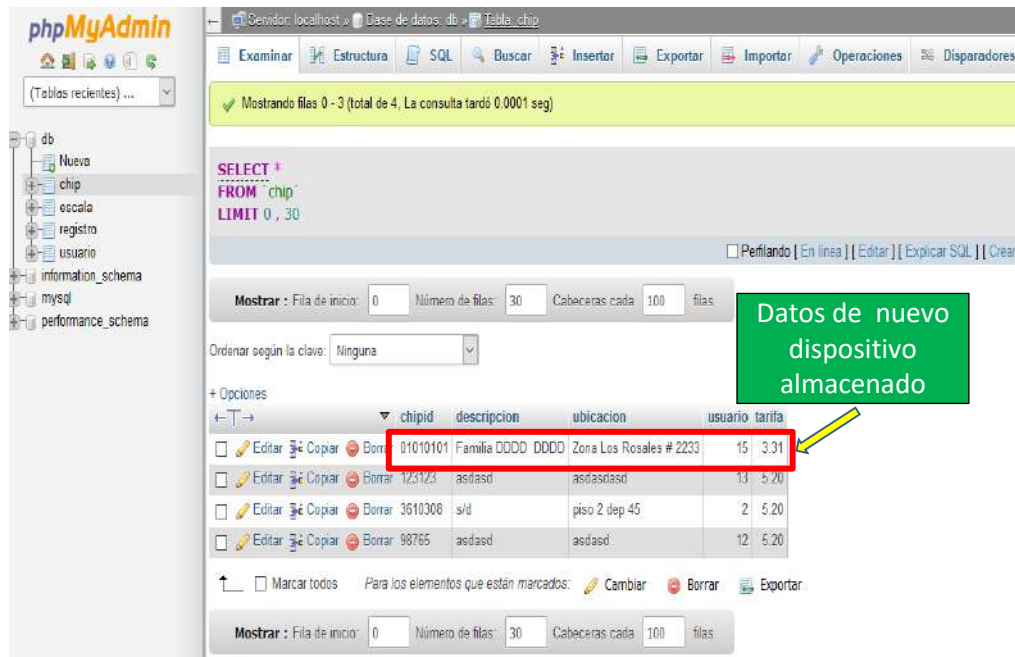 phpMyAdmin
Servidor: localhost » Base de datos: db » Tabla: chip
Examinar Estructura SQL Buscar Insertar Exportar Importar Operaciones Disparadores
(Tablas recientes) ...
Mostrando filas 0 - 3 (total de 4, La consulta tardó 0.0001 seg)
db
Nueva
chip
escala
registro
usuario
information_schema
mysql
performance_schema
SELECT *
FROM `chip`
LIMIT 0 , 30
Perfilando [ En línea ] [ Editar ] [ Explicar SQL ] [ Crear
Mostrar : Fila de inicio: 0 Número de filas: 30 Cabeceras cada 100 filas
Datos de nuevo
dispositivo
almacenado
Ordenar según la clave: Ninguna
+ Opciones
←T→ chipid descripcion ubicacion usuario tarifa
Editar Copiar Borrar 01010101 Familia DDDD DDDD Zona Los Rosales # 2233 15 3.31
Editar Copiar Borrar 123123 asdasd asdasdasd 13 5.20
Editar Copiar Borrar 3610308 s/d piso 2 dep 45 2 5.20
Editar Copiar Borrar 98765 asdasd asdasd 12 5.20
Marcar todos Para los elementos que están marcados: Cambiar Borrar Exportar
Mostrar : Fila de inicio: 0 Número de filas: 30 Cabeceras cada 100 filas